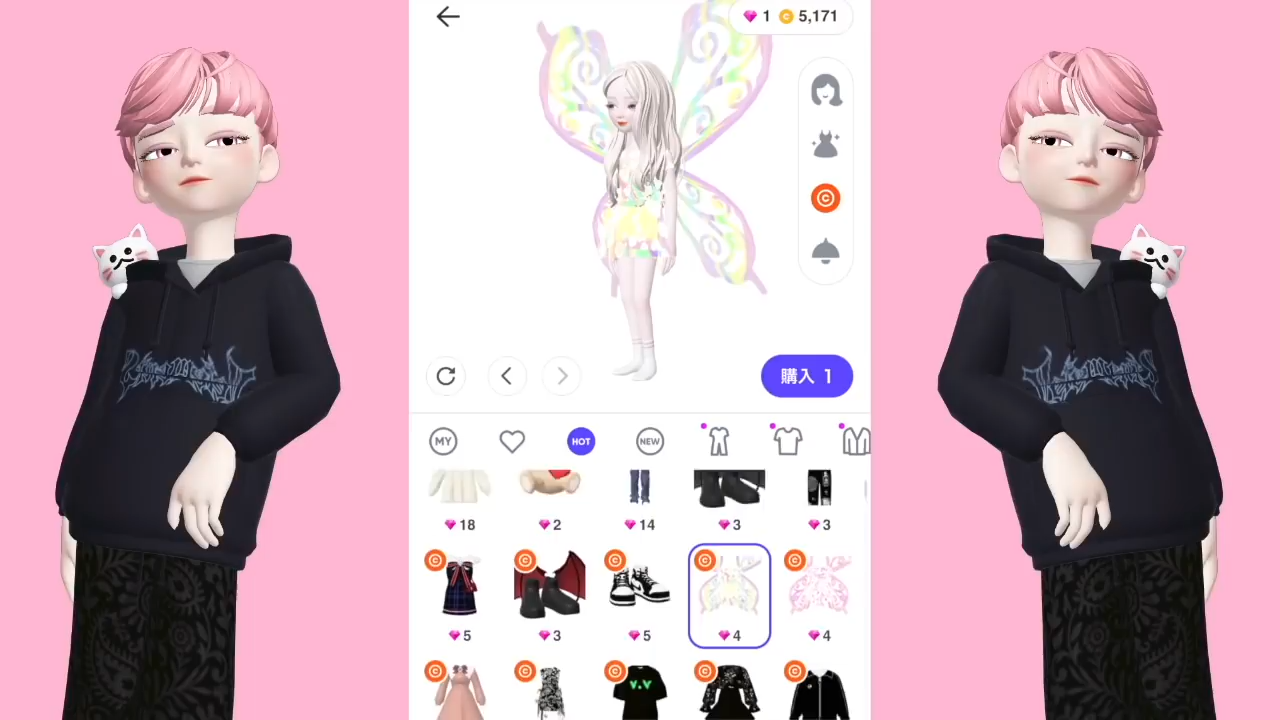 1 C 5,171
C
購入 1
MY HOT NEW
18 2 14 3 3
C C C C C
5 3 5 4 4
C C C C C
V.V